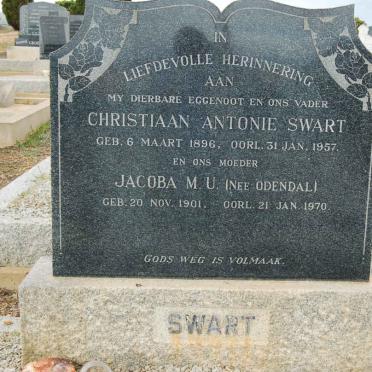 IN
LIEFDEVOLLE HERINNERING
AAN
MY DIERBARE EGGENOOT EN ONS VADER
CHRISTIAAN ANTONIE SWART
GEB. 6 MAART 1896, OORL. 31 JAN. 1957.
EN ONS MOEDER
JACOBA M.U. (NEE ODENDAL)
GEB. 20 NOV. 1901, OORL. 21 JAN. 1970.
GODS WEG IS VOLMAAK.
SWART